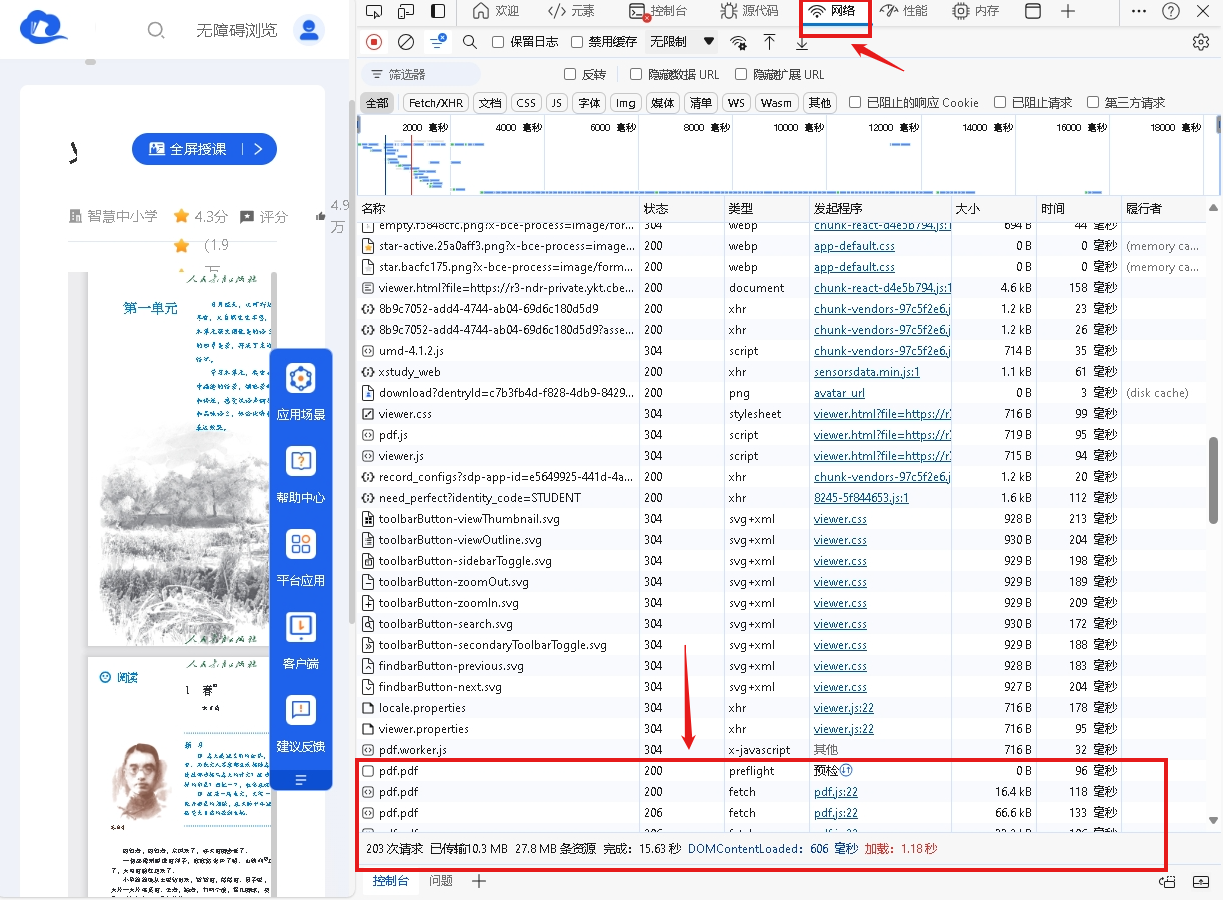 无障碍浏览
全屏授课
智慧中小学
4.3分
评分
4.9
万
(1.9
人民教育出版社
第一单元
应用场景
帮助中心
平台应用
客户端
建议反馈
人民教育出版社
人民教育出版社
阅读
1 春
朱自清
欢迎 元素 控制台 源代码 网络 性能 内存
保留日志 禁用缓存 无限制
筛选器 反转 隐藏数据 URL 隐藏扩展 URL
全部 Fetch/XHR 文档 CSS JS 字体 Img 媒体 清单 WS Wasm 其他 已阻止的响应 Cookie 已阻止请求 第三方请求
2000 毫秒 4000 毫秒 6000 毫秒 8000 毫秒 10000 毫秒 12000 毫秒 14000 毫秒 16000 毫秒 18000 毫秒
名称 状态 类型 发起程序 大小 时间 履行者
empty.f5848cfc.png?x-bce-process=image/for... 304 webp chunk-react-d4e5b794.js:1 694 B 44 毫秒
star-active.25a0aff3.png?x-bce-process=image... 200 webp app-default.css 0 B 0 毫秒 (memory ca...
star.bacfc175.png?x-bce-process=image/form... 200 webp app-default.css 0 B 0 毫秒 (memory ca...
viewer.html?file=https://r3-ndr-private.ykt.cbe... 200 document chunk-react-d4e5b794.js:1 4.6 kB 158 毫秒
8b9c7052-add4-4744-ab04-69d6c180d5d9 200 xhr chunk-vendors-97c5f2e6.j 1.2 kB 23 毫秒
8b9c7052-add4-4744-ab04-69d6c180d5d9?asse... 200 xhr chunk-vendors-97c5f2e6.j 1.2 kB 26 毫秒
umd-4.1.2.js 304 script chunk-vendors-97c5f2e6.j 714 B 35 毫秒
xstudy_web 200 xhr sensorsdata.min.js:1 1.1 kB 61 毫秒
download?dentryId=c7b3fb4d-f828-4db9-8429... 200 png avatar url 0 B 3 毫秒 (disk cache)
viewer.css 304 stylesheet viewer.html?file=https://r3 716 B 99 毫秒
pdf.js 304 script viewer.html?file=https://r3 719 B 95 毫秒
viewer.js 304 script viewer.html?file=https://r3 715 B 94 毫秒
record_configs?sdp-app-id=e5649925-441d-4a... 200 xhr chunk-vendors-97c5f2e6.j 1.2 kB 20 毫秒
need_perfect?identity_code=STUDENT 200 xhr 8245-5f844653.js:1 1.6 kB 112 毫秒
toolbarButton-viewThumbnail.svg 304 svg+xml viewer.css 928 B 213 毫秒
toolbarButton-viewOutline.svg 304 svg+xml viewer.css 930 B 204 毫秒
toolbarButton-sidebarToggle.svg 304 svg+xml viewer.css 929 B 198 毫秒
toolbarButton-zoomOut.svg 304 svg+xml viewer.css 929 B 189 毫秒
toolbarButton-zoomIn.svg 304 svg+xml viewer.css 929 B 209 毫秒
toolbarButton-search.svg 304 svg+xml viewer.css 930 B 172 毫秒
toolbarButton-secondaryToolbarToggle.svg 304 svg+xml viewer.css 929 B 188 毫秒
findbarButton-previous.svg 304 svg+xml viewer.css 928 B 183 毫秒
findbarButton-next.svg 304 svg+xml viewer.css 927 B 204 毫秒
locale.properties 304 xhr viewer.js:22 716 B 178 毫秒
viewer.properties 304 xhr viewer.js:22 716 B 95 毫秒
pdf.worker.js 304 x-javascript 其他 716 B 32 毫秒
pdf.pdf 200 preflight 预检 0 B 96 毫秒
pdf.pdf 200 fetch pdf.js:22 16.4 kB 118 毫秒
pdf.pdf 206 fetch pdf.js:22 66.6 kB 133 毫秒
203 次请求 已传输10.3 MB 27.8 MB 条资源 完成: 15.63 秒 DOMContentLoaded: 606 毫秒 加载: 1.18 秒
控制台 问题